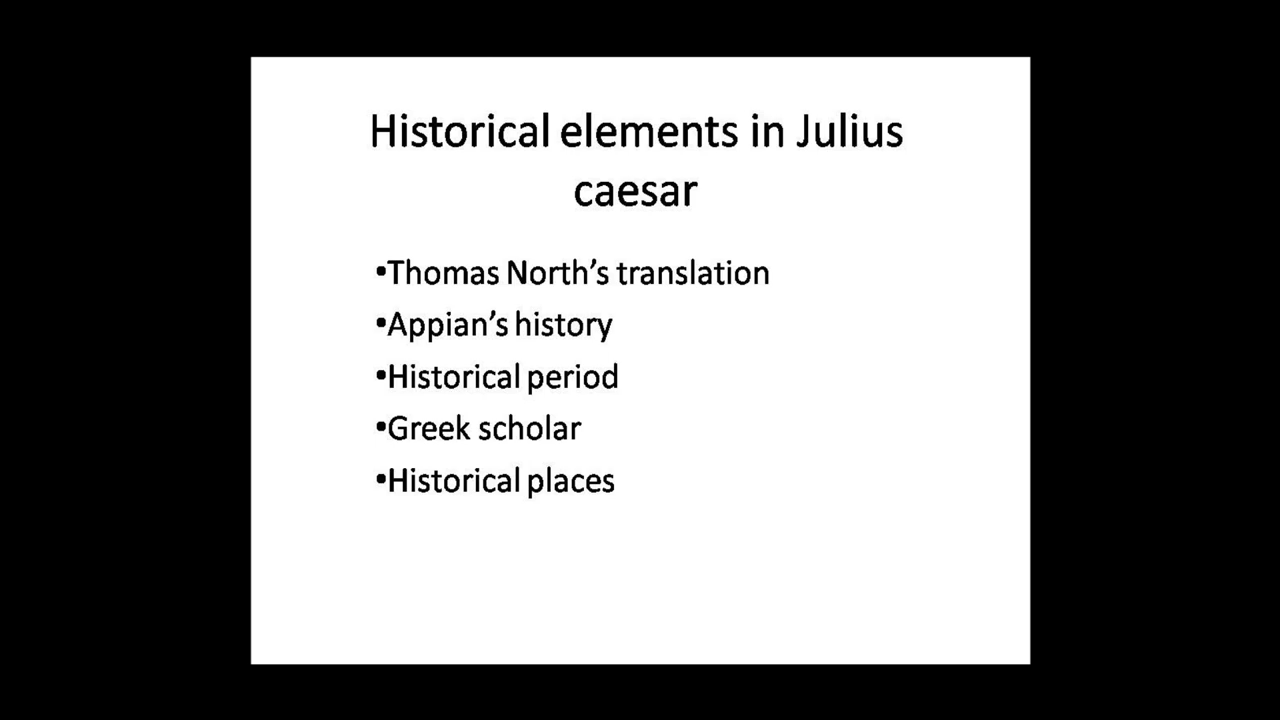 Historical elements in Julius
caesar
•Thomas North’s translation
•Appian’s history
•Historical period
•Greek scholar
•Historical places